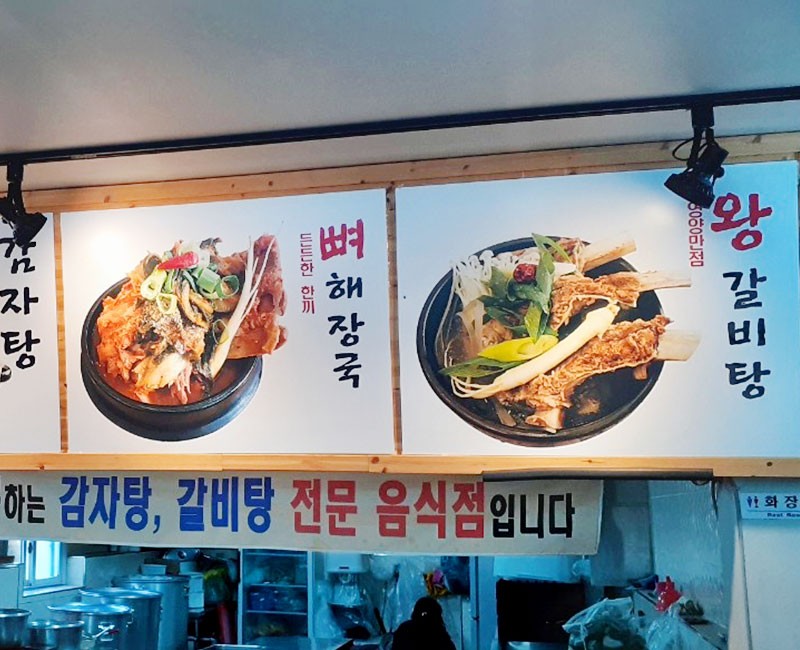 감자탕
든든한 한끼
뼈해장국
영양만점
왕갈비탕
하는 감자탕, 갈비탕 전문 음식점입니다
화장